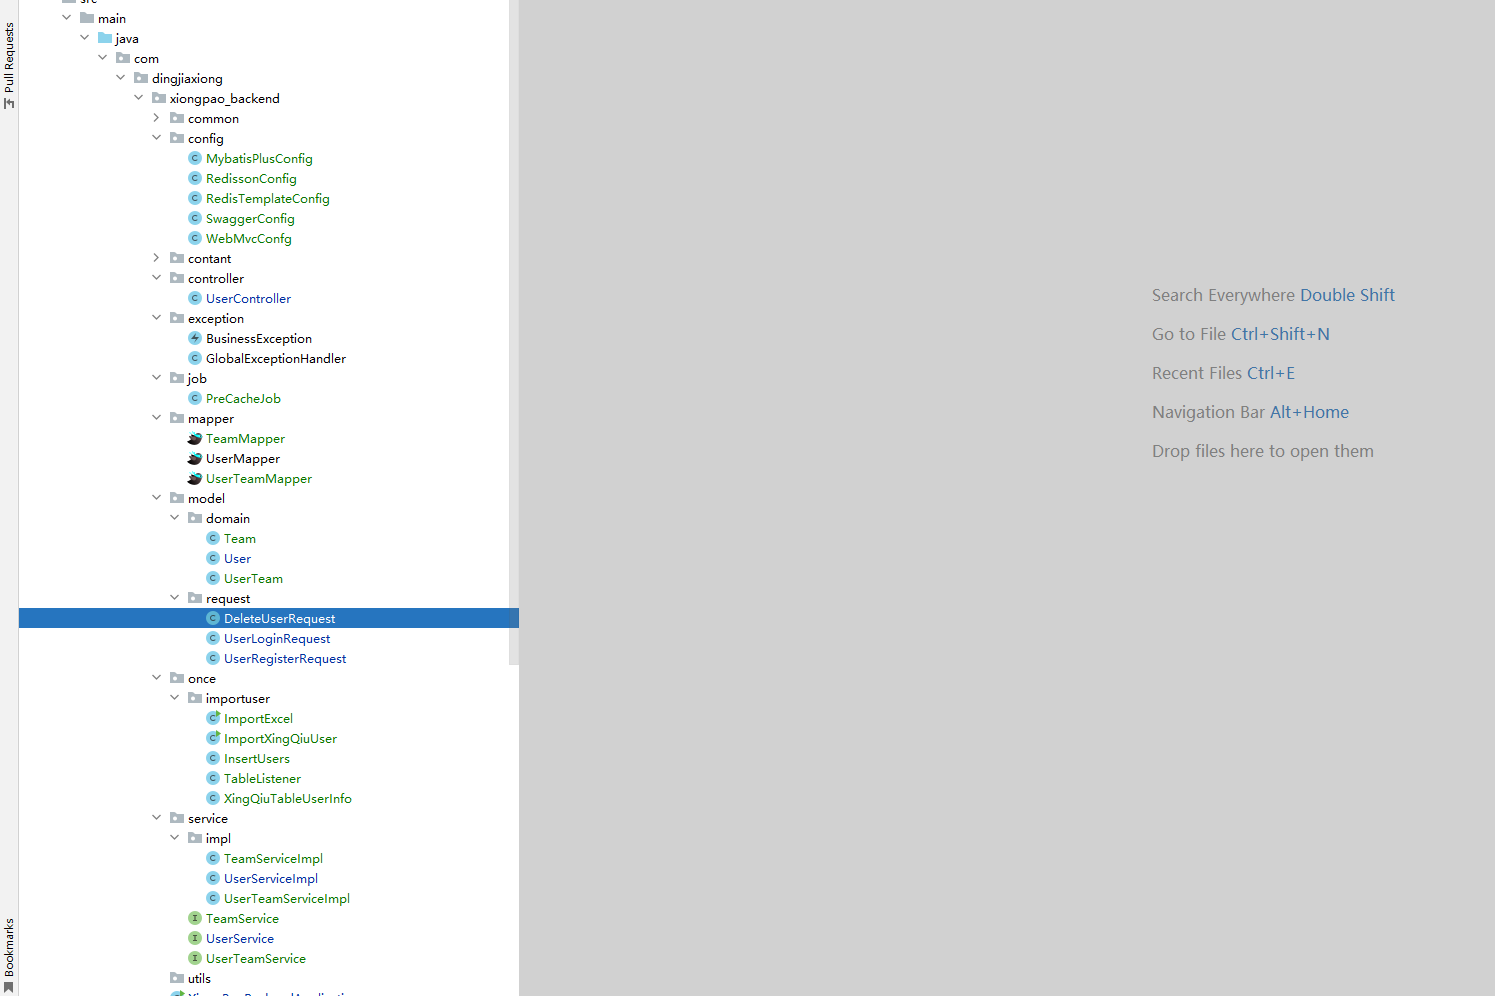 src
main
java
com
dingjiaxiong
xiongpao_backend
common
config
MybatisPlusConfig
RedissonConfig
RedisTemplateConfig
SwaggerConfig
WebMvcConfg
contant
controller
UserController
exception
BusinessException
GlobalExceptionHandler
job
PreCacheJob
mapper
TeamMapper
UserMapper
UserTeamMapper
model
domain
Team
User
UserTeam
request
DeleteUserRequest
UserLoginRequest
UserRegisterRequest
once
importuser
ImportExcel
ImportXingQiuUser
InsertUsers
TableListener
XingQiuTableUserInfo
service
impl
TeamServiceImpl
UserServiceImpl
UserTeamServiceImpl
TeamService
UserService
UserTeamService
utils
Pull Requests
Bookmarks
Search Everywhere Double Shift
Go to File Ctrl+Shift+N
Recent Files Ctrl+E
Navigation Bar Alt+Home
Drop files here to open them